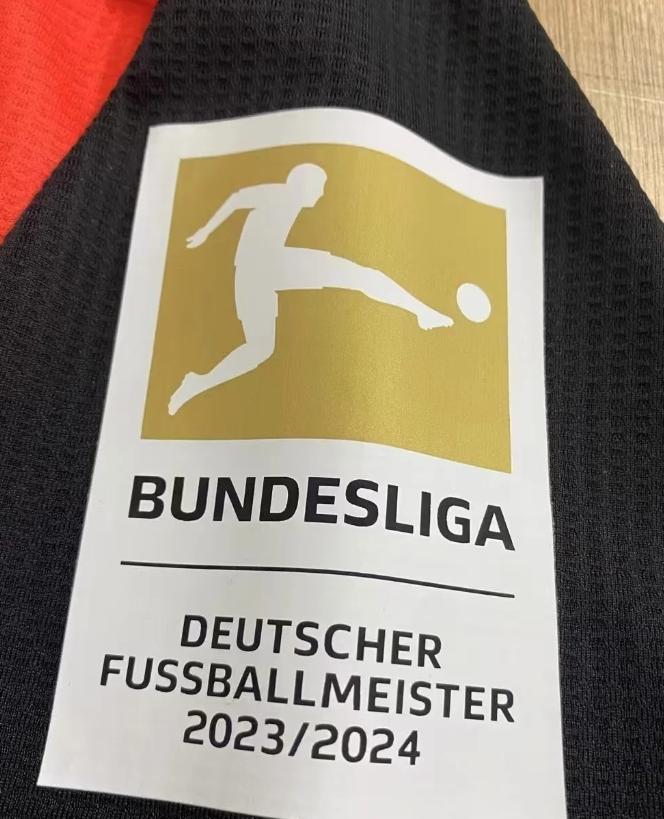 BUNDESLIGA
DEUTSCHER
FUSSBALLMEISTER
2023/2024